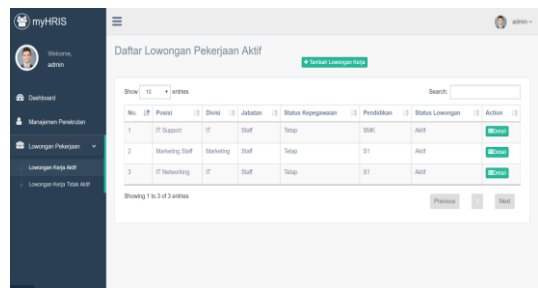 myHRIS
admin
Welcome,
admin
Daftar Lowongan Pekerjaan Aktif
Tambah Lowongan Kerja
Dashboard
Manajemen Perekrutan
Lowongan Pekerjaan
Lowongan Kerja Aktif
Lowongan Kerja Tidak Aktif
Show 10 entries Search:
No. Posisi Divisi Jabatan Status Kepegawaian Pendidikan Status Lowongan Action
1 IT Support IT Staff Tetap SMK Aktif Detail
2 Marketing Staff Marketing Staff Tetap S1 Aktif Detail
3 IT Networking IT Staff Tetap S1 Aktif Detail
Showing 1 to 3 of 3 entries
Previous 1 Next